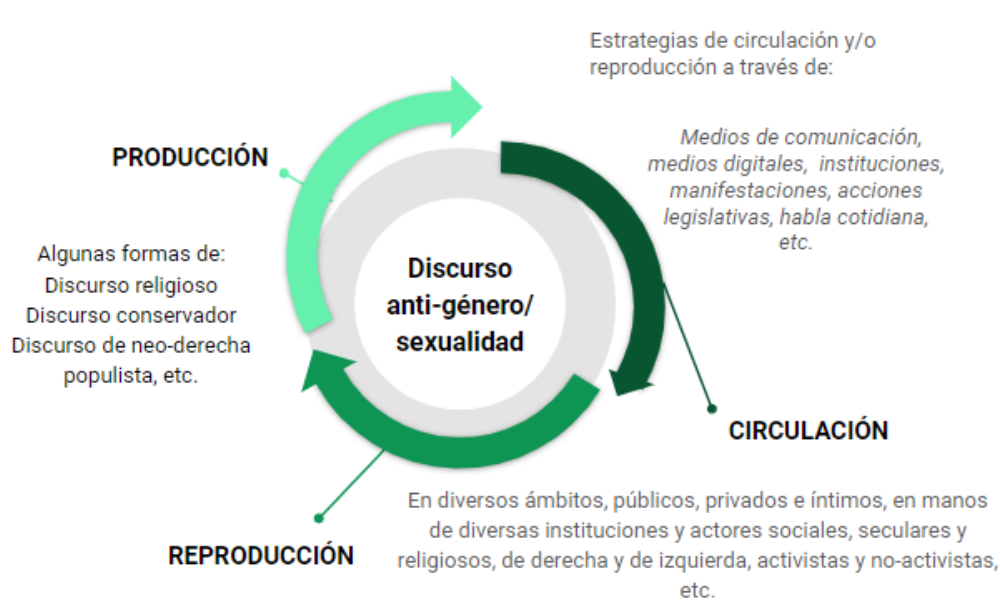 Estrategias de circulación y/o
reproducción a través de:
Medios de comunicación,
medios digitales, instituciones,
manifestaciones, acciones
legislativas, habla cotidiana,
etc.
PRODUCCIÓN
Algunas formas de:
Discurso religioso
Discurso conservador
Discurso de neo-derecha
populista, etc.
Discurso
anti-género/
sexualidad
CIRCULACIÓN
REPRODUCCIÓN
En diversos ámbitos, públicos, privados e íntimos, en manos
de diversas instituciones y actores sociales, seculares y
religiosos, de derecha y de izquierda, activistas y no-activistas,
etc.